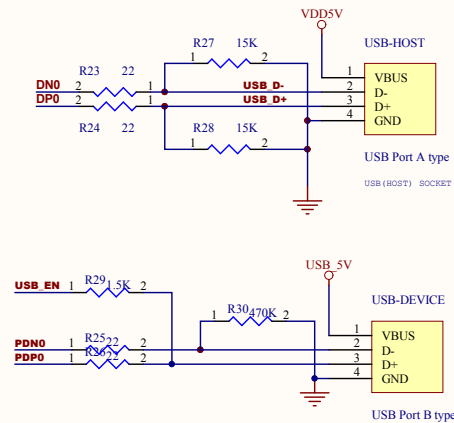 VDD5V
R27 15K
USB-HOST
1 2
R23 22
1 VBUS
DN0 2 1 USB_D- 2 D-
DP0 2 1 USB_D+ 3 D+
4 GND
R24 22
R28 15K
1 2
USB Port A type
USB(HOST) SOCKET
USB_5V
R29 1.5K
USB_EN 1 2
USB-DEVICE
R30 470K
1 2
1 VBUS
R25 22
PDN0 1 2 2 D-
R26 22
PDP0 1 2 3 D+
4 GND
USB Port B type